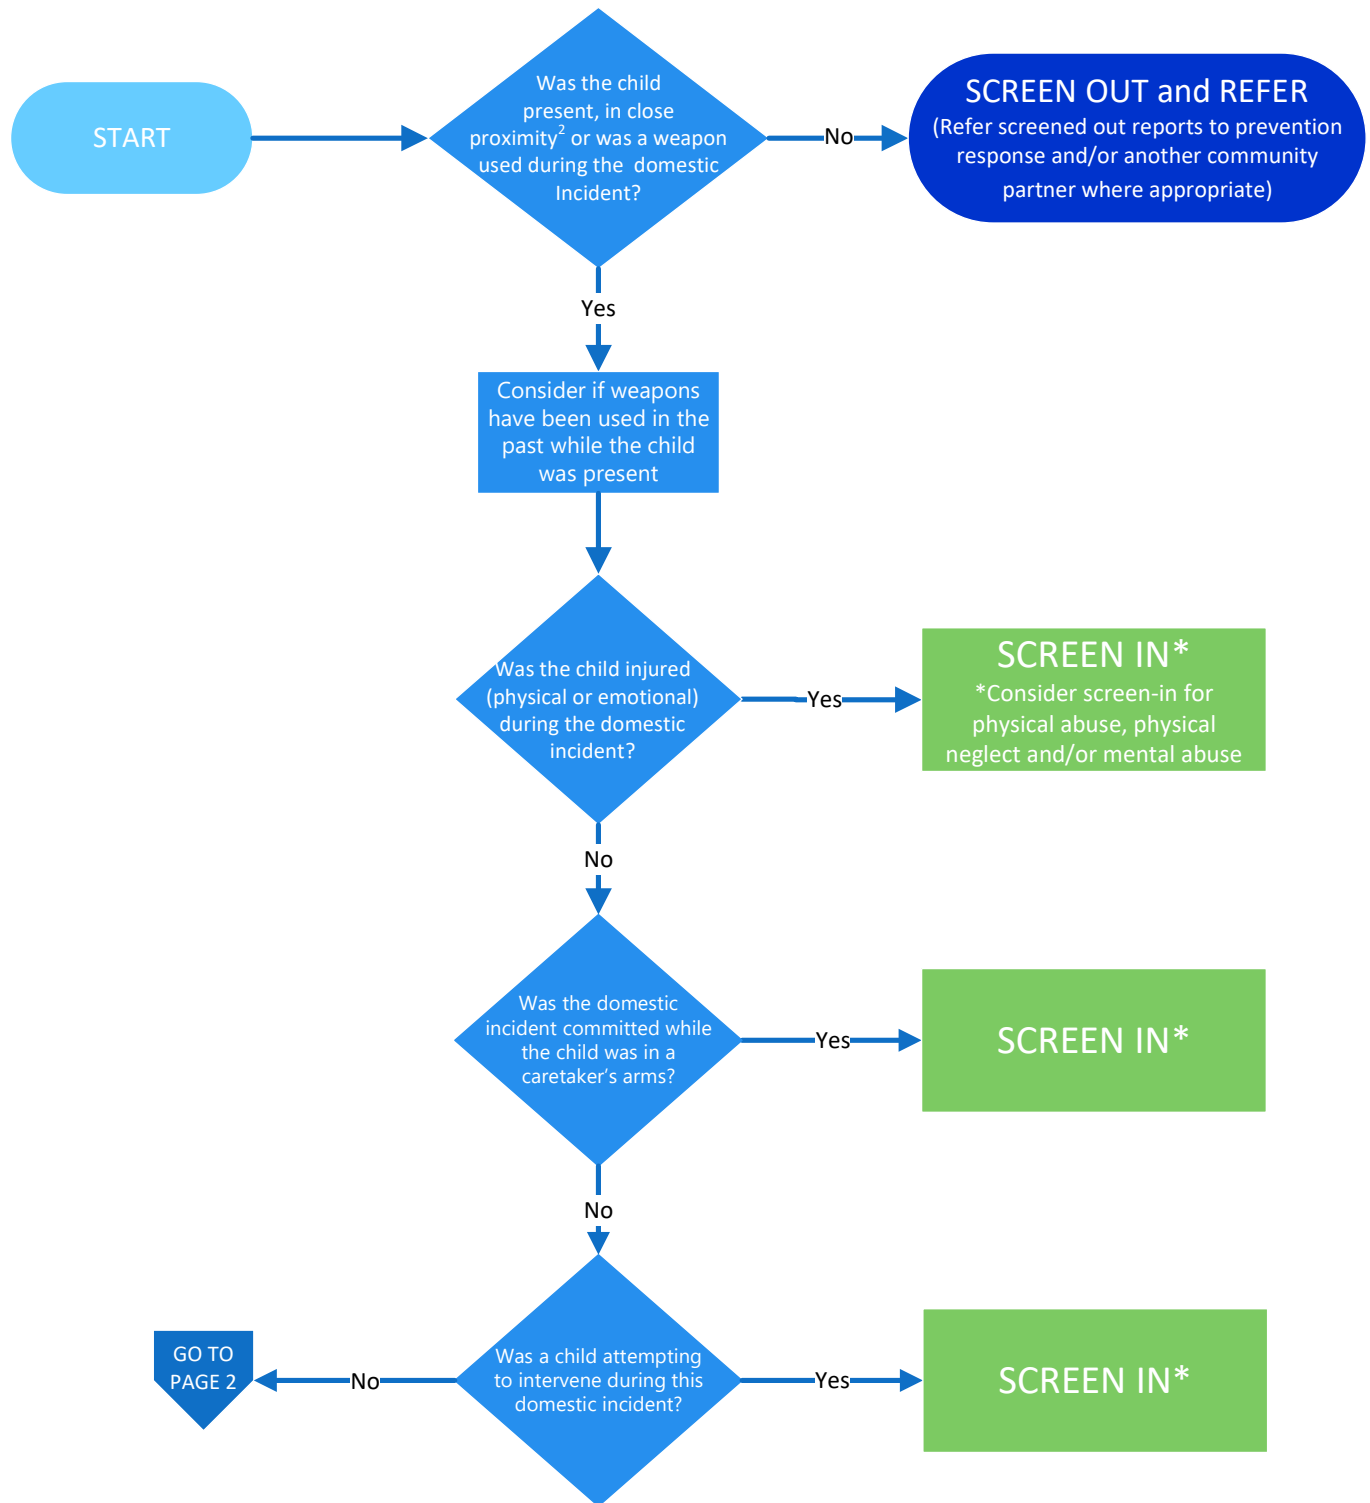 START
Was the child
present, in close
proximity2 or was a weapon
used during the domestic
Incident?
No
SCREEN OUT and REFER
(Refer screened out reports to prevention
response and/or another community
partner where appropriate)
Yes
Consider if weapons
have been used in the
past while the child
was present
Was the child injured
(physical or emotional)
during the domestic
incident?
Yes
SCREEN IN*
*Consider screen-in for
physical abuse, physical
neglect and/or mental abuse
No
Was the domestic
incident committed while
the child was in a
caretaker’s arms?
Yes
SCREEN IN*
No
GO TO
PAGE 2
No
Was a child attempting
to intervene during this
domestic incident?
Yes
SCREEN IN*